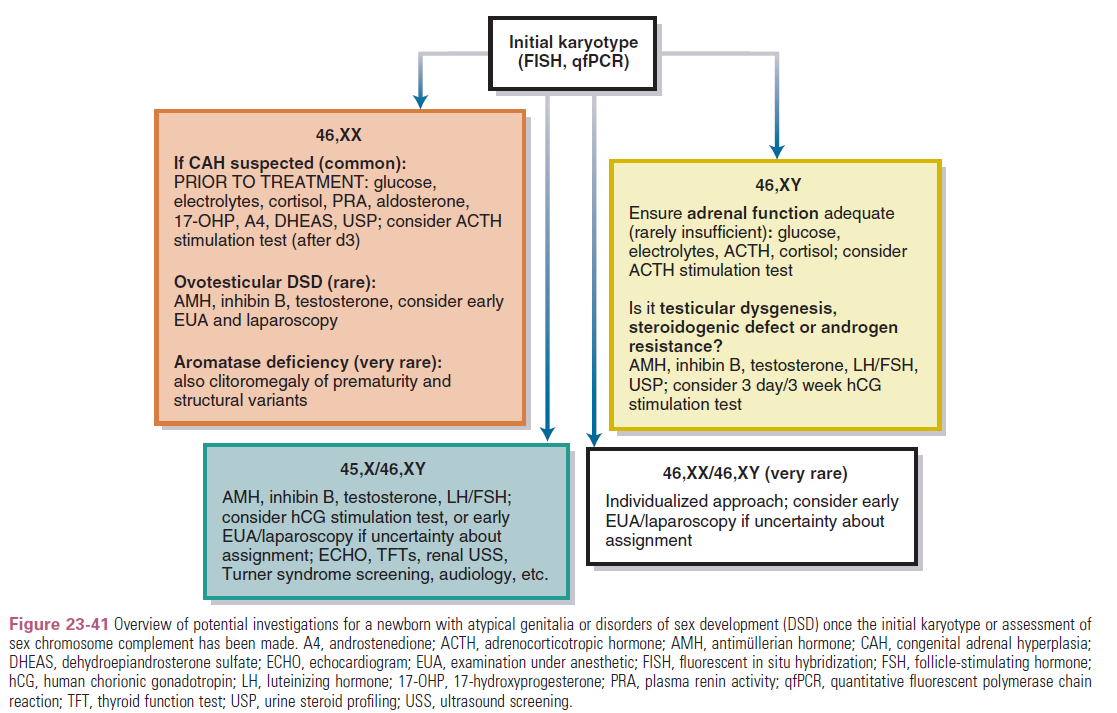 Initial karyotype
(FISH, qfPCR)
46,XX
If CAH suspected (common):
PRIOR TO TREATMENT: glucose,
electrolytes, cortisol, PRA, aldosterone,
17-OHP, A4, DHEAS, USP; consider ACTH
stimulation test (after d3)
Ovotesticular DSD (rare):
AMH, inhibin B, testosterone, consider early
EUA and laparoscopy
Aromatase deficiency (very rare):
also clitoromegaly of prematurity and
structural variants
46,XY
Ensure adrenal function adequate
(rarely insufficient): glucose,
electrolytes, ACTH, cortisol; consider
ACTH stimulation test
Is it testicular dysgenesis,
steroidogenic defect or androgen
resistance?
AMH, inhibin B, testosterone, LH/FSH,
USP; consider 3 day/3 week hCG
stimulation test
45,X/46,XY
AMH, inhibin B, testosterone, LH/FSH;
consider hCG stimulation test, or early
EUA/laparoscopy if uncertainty about
assignment; ECHO, TFTs, renal USS,
Turner syndrome screening, audiology, etc.
46,XX/46,XY (very rare)
Individualized approach; consider early
EUA/laparoscopy if uncertainty about
assignment
Figure 23-41 Overview of potential investigations for a newborn with atypical genitalia or disorders of sex development (DSD) once the initial karyotype or assessment of
sex chromosome complement has been made. A4, androstenedione; ACTH, adrenocorticotropic hormone; AMH, antimüllerian hormone; CAH, congenital adrenal hyperplasia;
DHEAS, dehydroepiandrosterone sulfate; ECHO, echocardiogram; EUA, examination under anesthetic; FISH, fluorescent in situ hybridization; FSH, follicle-stimulating hormone;
hCG, human chorionic gonadotropin; LH, luteinizing hormone; 17-OHP, 17-hydroxyprogesterone; PRA, plasma renin activity; qfPCR, quantitative fluorescent polymerase chain
reaction; TFT, thyroid function test; USP, urine steroid profiling; USS, ultrasound screening.